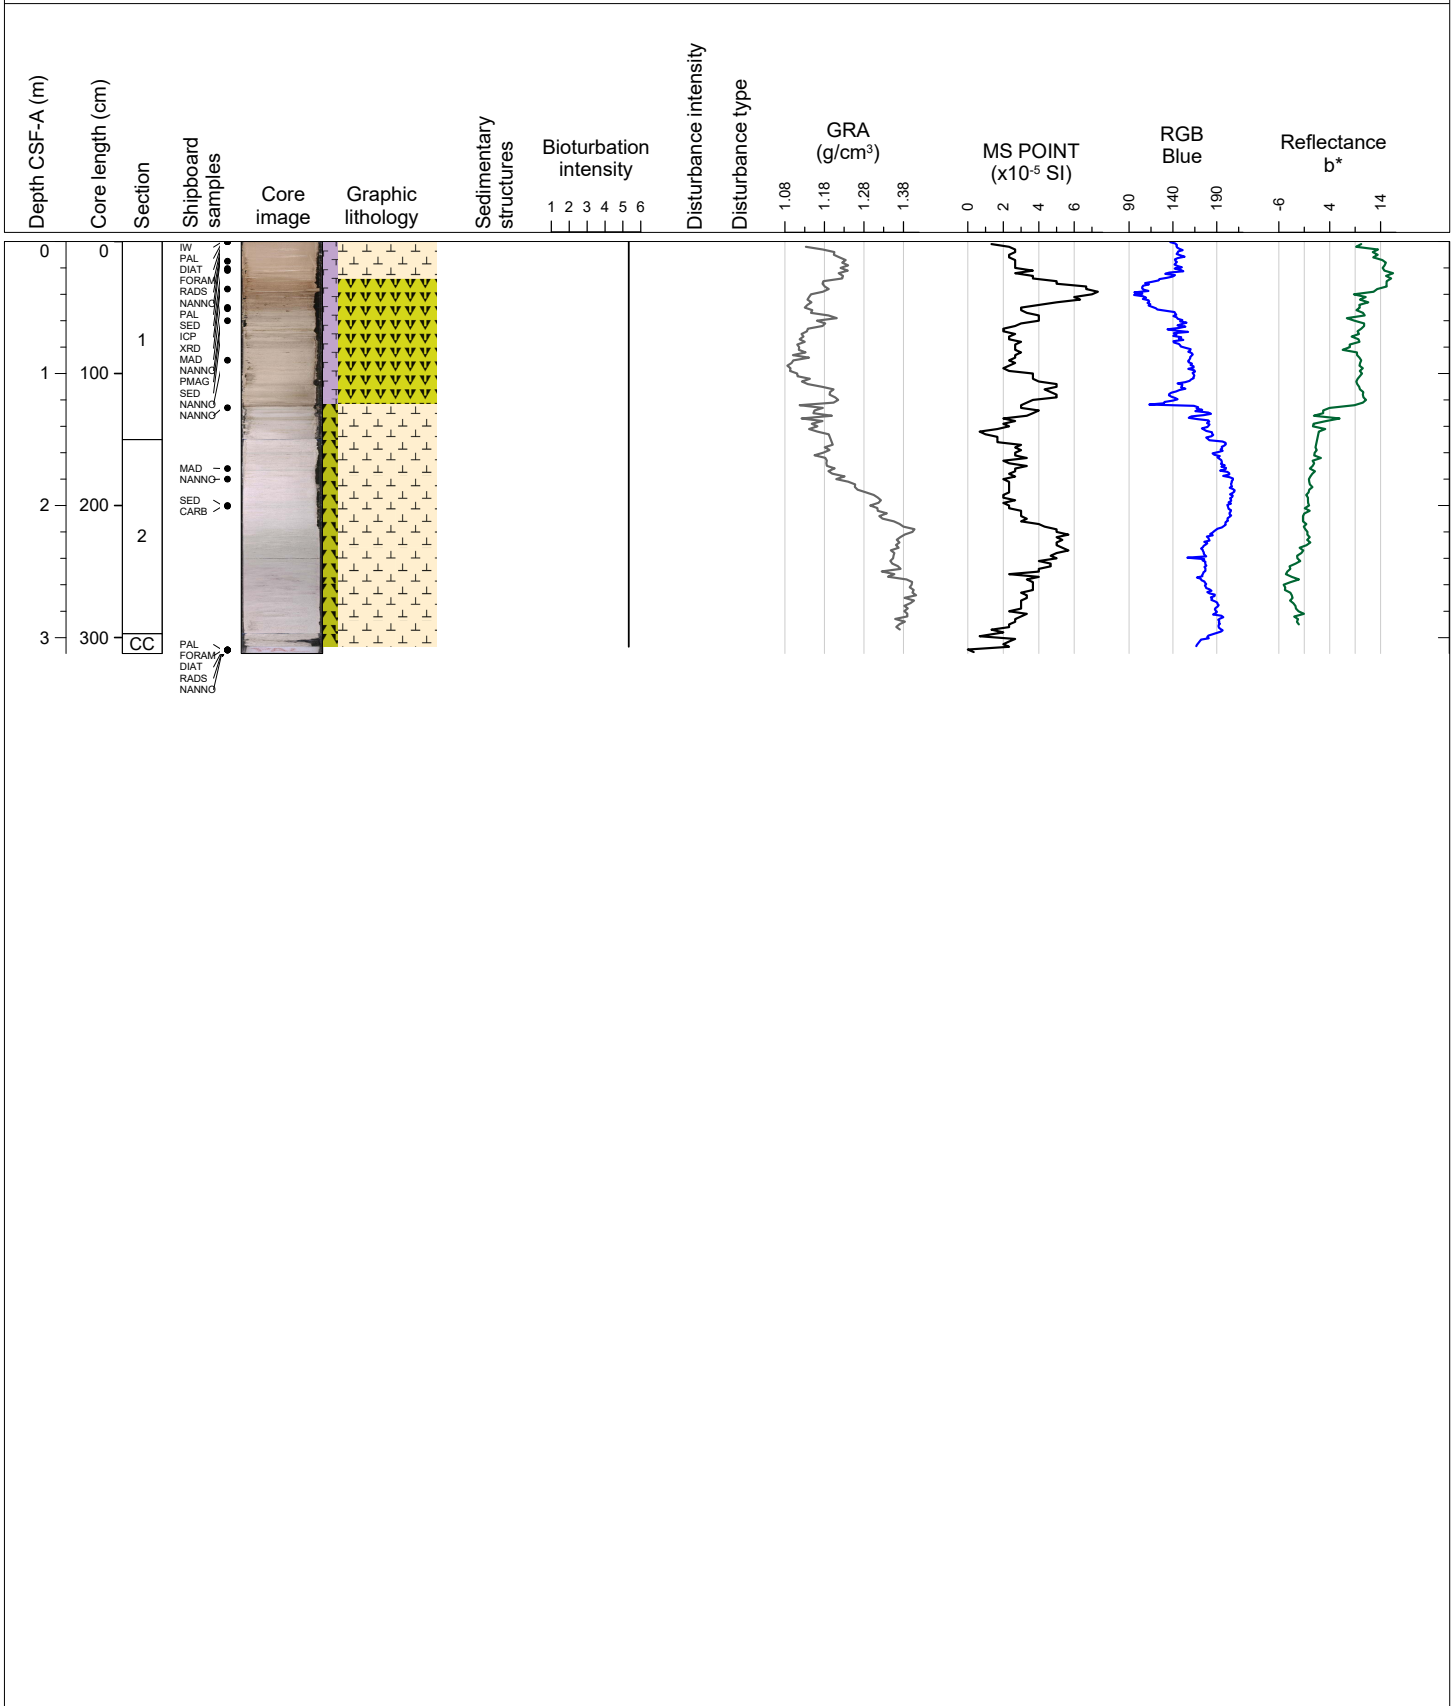 Depth CSF-A (m)
Core length (cm)
Section
Shipboard
samples
Core
image
Graphic
lithology
Sedimentary
structures
Bioturbation
intensity
1 2 3 4 5 6
Disturbance intensity
Disturbance type
GRA
(g/cm³)
1.08 1.18 1.28 1.38
MS POINT
(x10⁻⁵ SI)
0 2 4 6
RGB
Blue
90 140 190
Reflectance
b*
-6 4 14
0 0
1 100
2 200
3 300
1
2
CC
IW
PAL
DIAT
FORAM
RADS
NANNO
PAL
SED
ICP
XRD
MAD
NANNO
PMAG
SED
NANNO
NANNO
MAD
NANNO
SED
CARB
PAL
FORAM
DIAT
RADS
NANNO